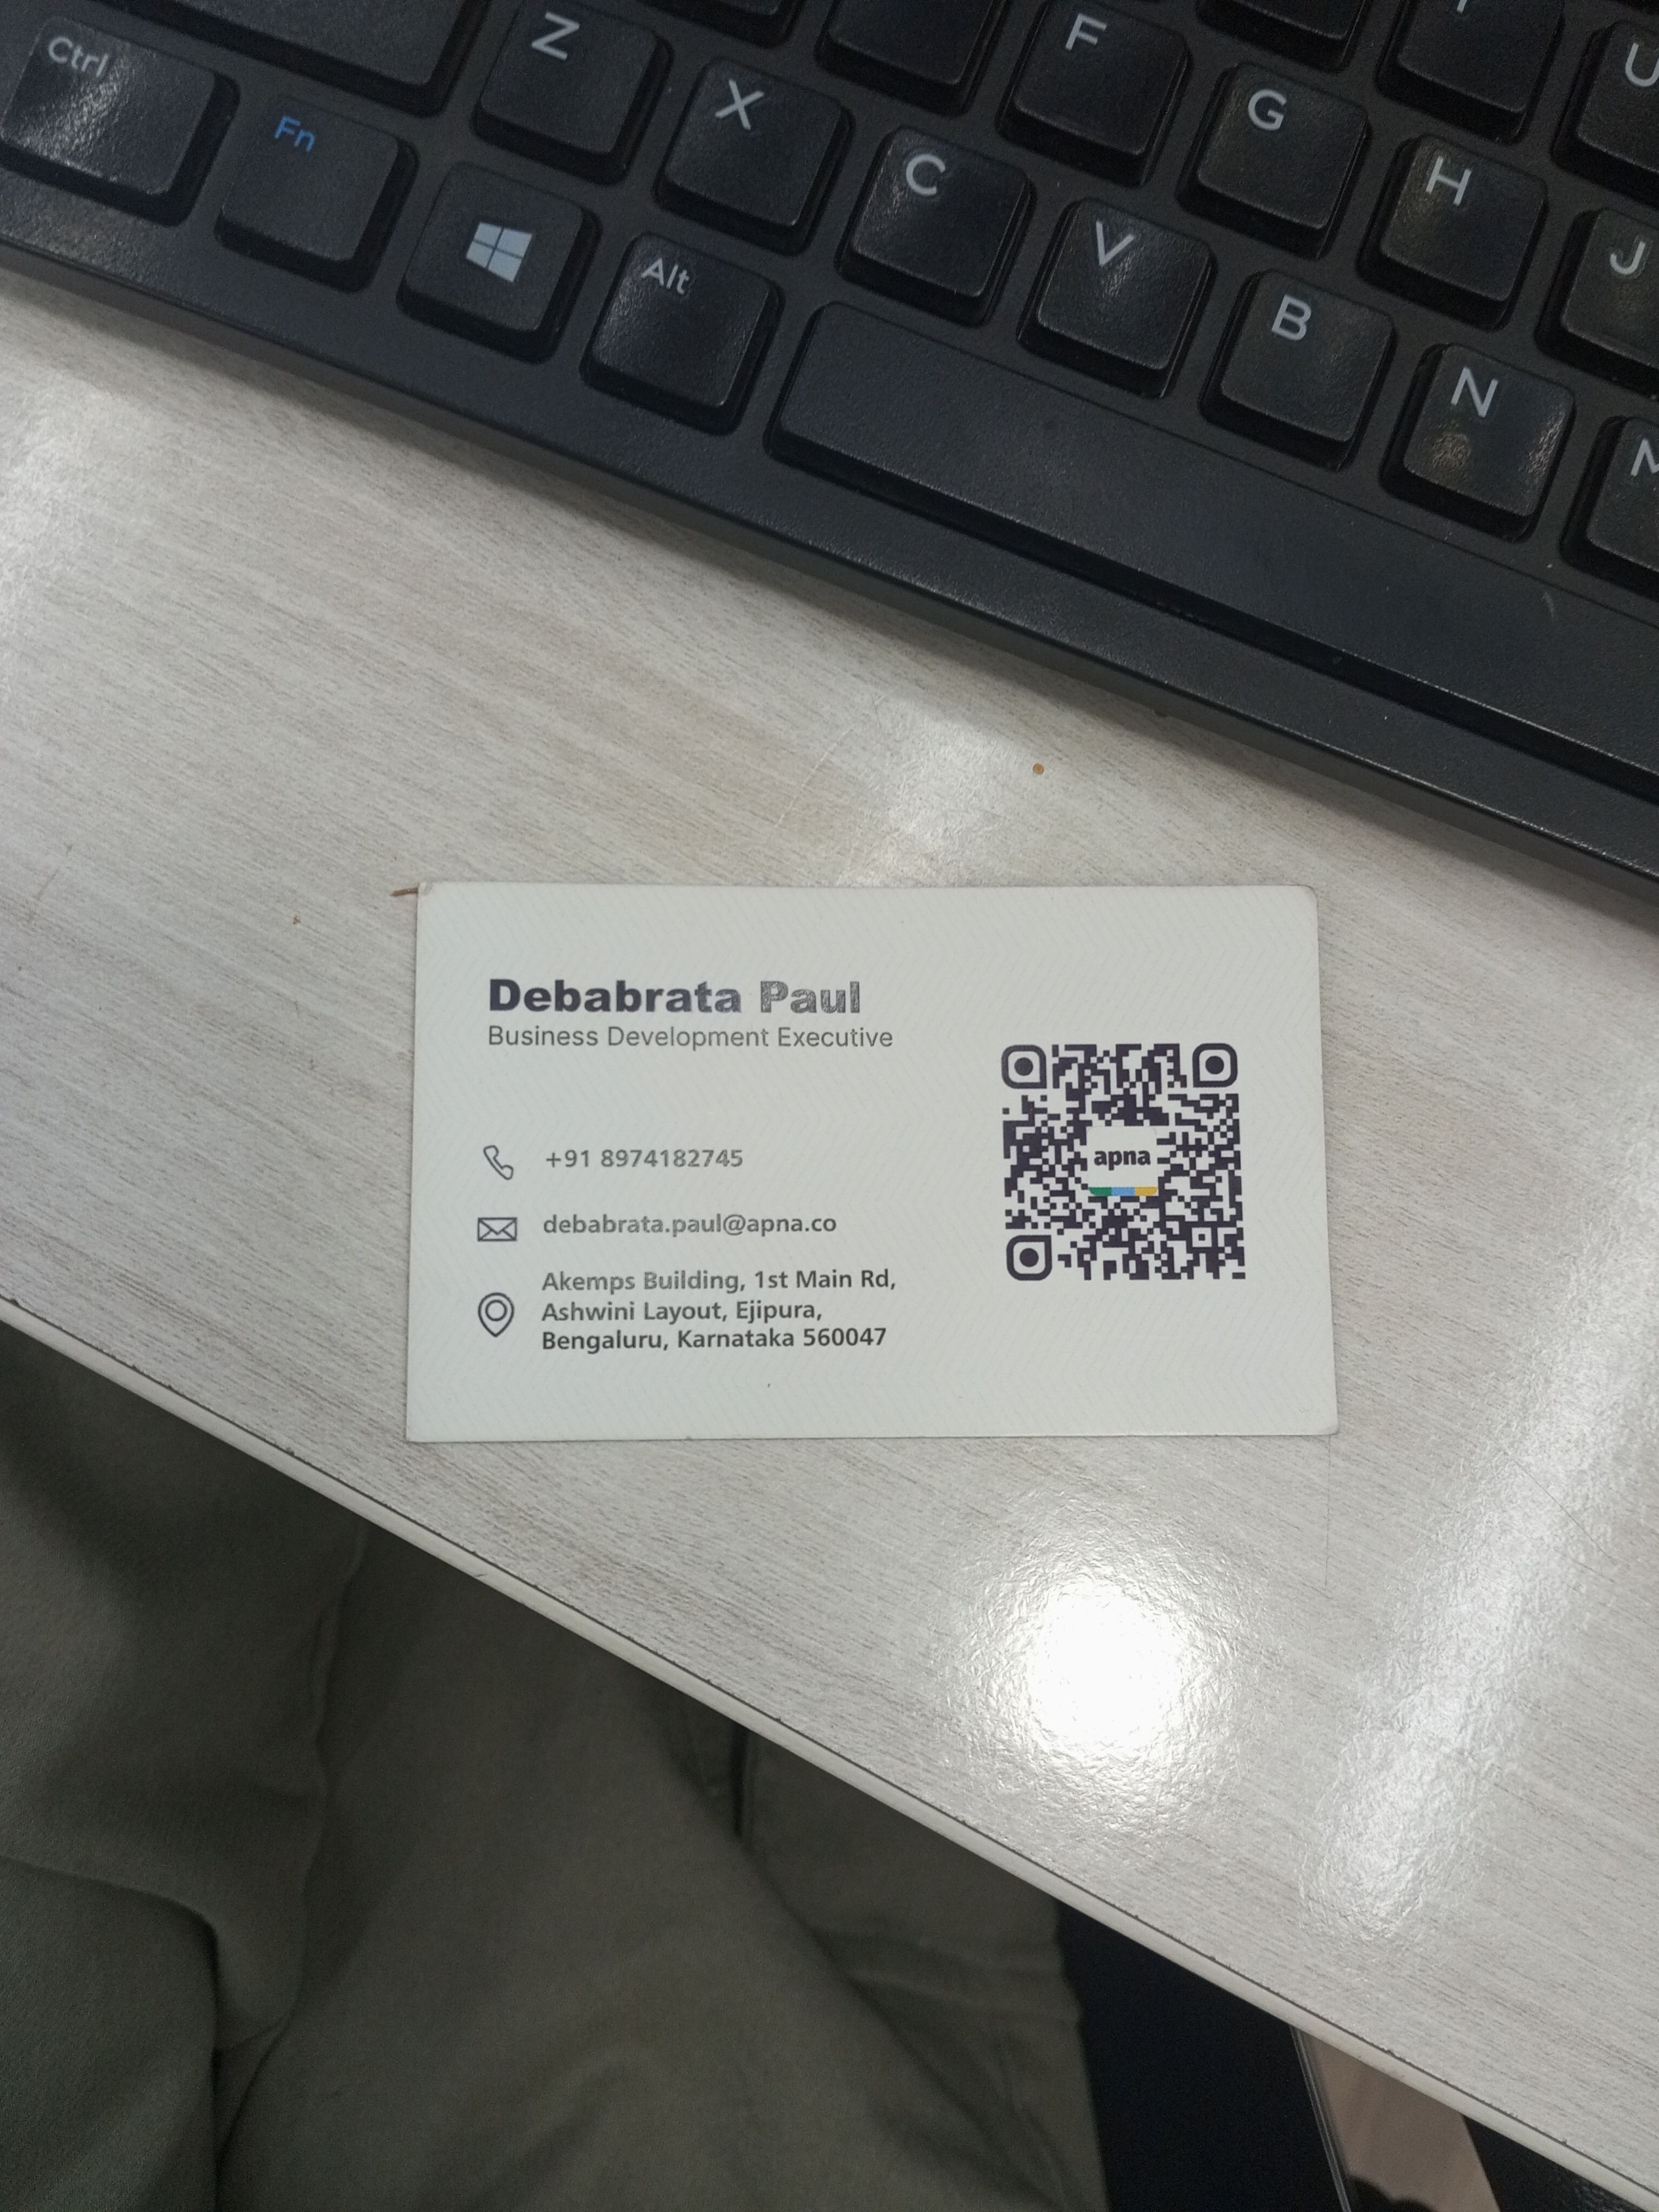 Ctrl
Fn
Z
X
C
F
G
H
J
U
Alt
V
B
N
M
Debabrata Paul
Business Development Executive
+91 8974182745
debabrata.paul@apna.co
Akemps Building, 1st Main Rd,
Ashwini Layout, Ejipura,
Bengaluru, Karnataka 560047
apna